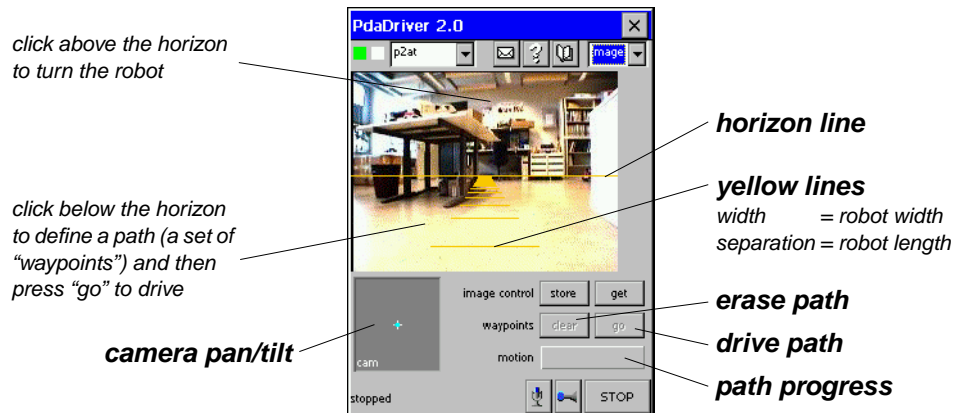 PdaDriver 2.0
click above the horizon
to turn the robot
p2at
image
horizon line
yellow lines
width = robot width
separation = robot length
click below the horizon
to define a path (a set of
“waypoints”) and then
press “go” to drive
image control store get
waypoints clear go
motion
cam
stopped
STOP
camera pan/tilt
erase path
drive path
path progress